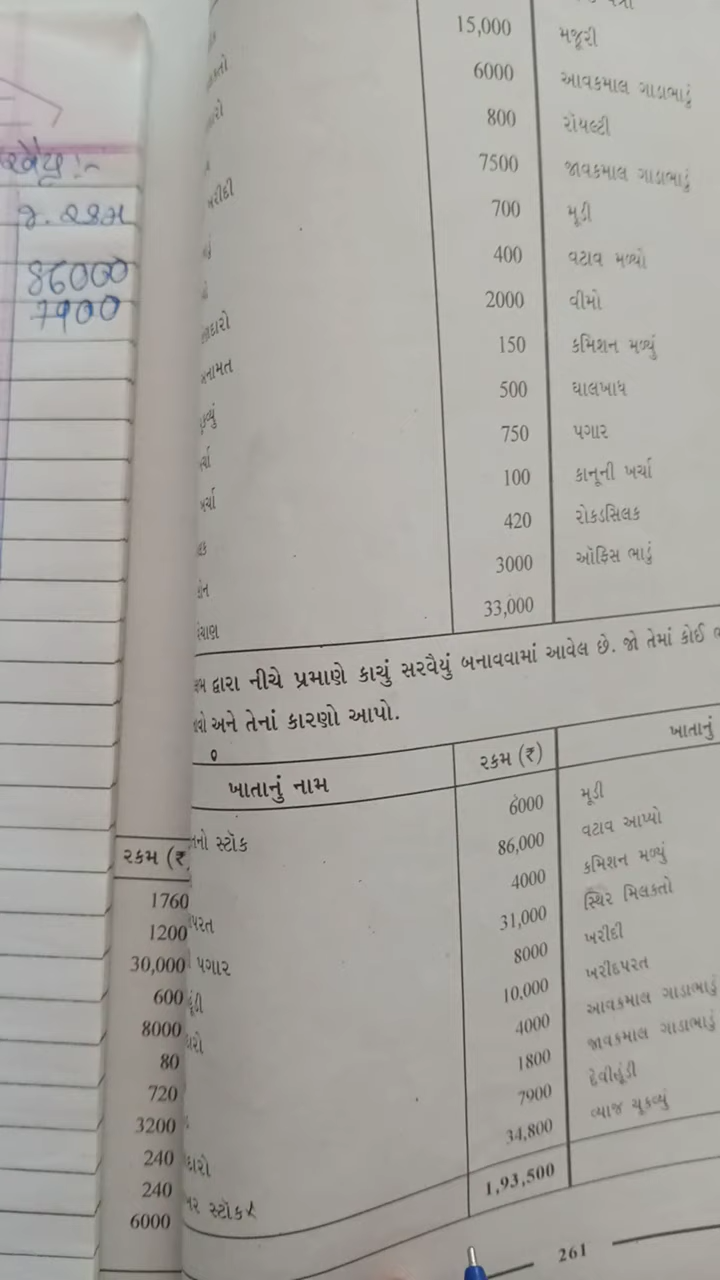 15,000 મજૂરી
6000 આવકમાલ ગાડાભાડું
800 રોયલ્ટી
7500 જાવકમાલ ગાડાભાડું
700 મૂડી
400 વટાવ મળ્યો
2000 વીમો
150 કમિશન મળ્યું
500 ઘાલખાધ
750 પગાર
100 કાનૂની ખર્ચા
420 રોકડસિલક
3000 ઑફિસ ભાડું
33,000
દ્વારા નીચે પ્રમાણે કાચું સરવૈયું બનાવવામાં આવેલ છે. જો તેમાં કોઈ
અને તેનાં કારણો આપો.
ખાતાનું નામ રકમ (₹) ખાતાનું
સ્ટૉક 6000 મૂડી
86,000 વટાવ આપ્યો
4000 કમિશન મળ્યું
31,000 સ્થિર મિલકતો
પગાર 8000 ખરીદી
10,000 ખરીદપરત
4000 આવકમાલ ગાડાભાડું
1800 જાવકમાલ ગાડાભાડું
7900 દેવીહૂંડી
34,800 વ્યાજ ચૂકવ્યું
સ્ટૉક 1,93,500
261
રકમ (₹
1760
1200
30,000
600
8000
80
720
3200
240
240
6000
86000
7900